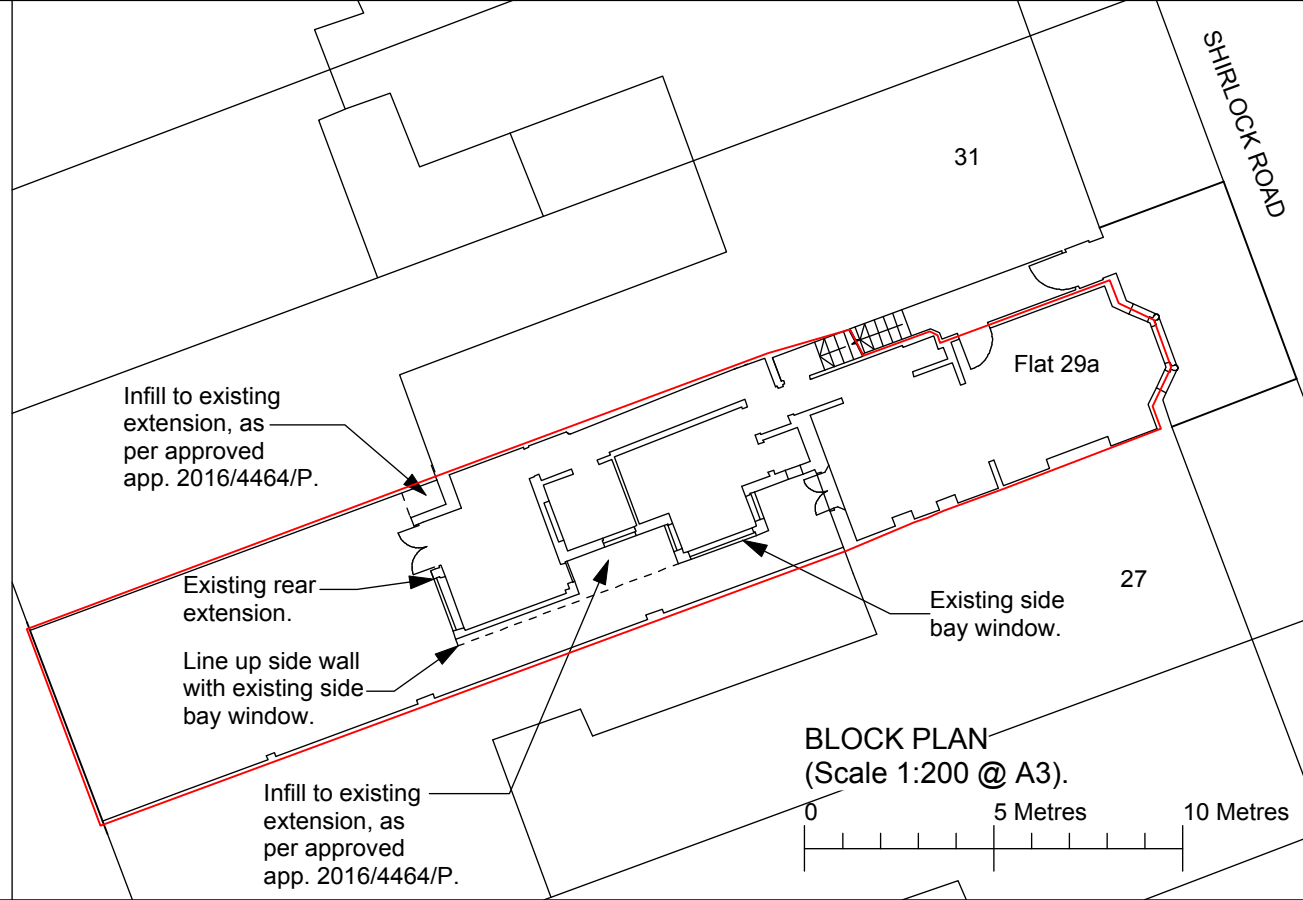 SHIRLOCK ROAD
31
Flat 29a
Infill to existing
extension, as
per approved
app. 2016/4464/P.
Existing rear
extension.
Line up side wall
with existing side
bay window.
Existing side
bay window.
27
Infill to existing
extension, as
per approved
app. 2016/4464/P.
BLOCK PLAN
(Scale 1:200 @ A3).
0 5 Metres 10 Metres